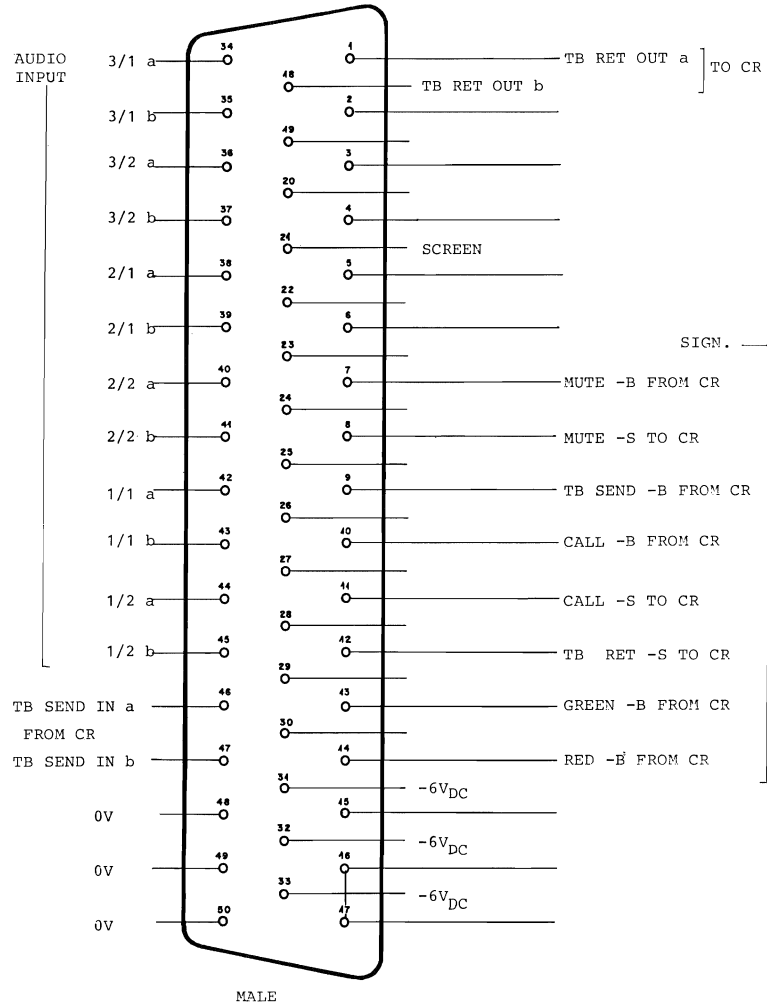 AUDIO INPUT
3/1 a 34 1 TB RET OUT a
TO CR
18 TB RET OUT b
3/1 b 35 2
19
3/2 a 36 3
20
3/2 b 37 4
21 SCREEN
2/1 a 38 5
22
2/1 b 39 6
23 SIGN.
2/2 a 40 7 MUTE -B FROM CR
24
2/2 b 41 8 MUTE -S TO CR
25
1/1 a 42 9 TB SEND -B FROM CR
26
1/1 b 43 10 CALL -B FROM CR
27
1/2 a 44 11 CALL -S TO CR
28
1/2 b 45 12 TB RET -S TO CR
29
TB SEND IN a 46 13 GREEN -B FROM CR
FROM CR 30
TB SEND IN b 47 14 RED -B FROM CR
31 -6VDC
0V 48 15
32 -6VDC
0V 49 16
33 -6VDC
0V 50 17
MALE